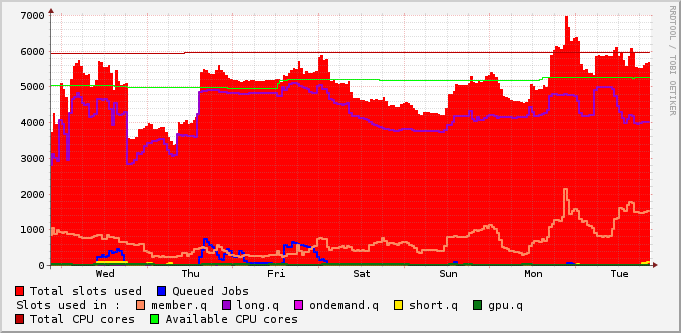 7000
6000
5000
4000
3000
2000
1000
0
Wed Thu Fri Sat Sun Mon Tue
RRDTOOL / TOBI OETIKER
Total slots used Queued Jobs
Slots used in : member.q long.q ondemand.q short.q gpu.q
Total CPU cores Available CPU cores